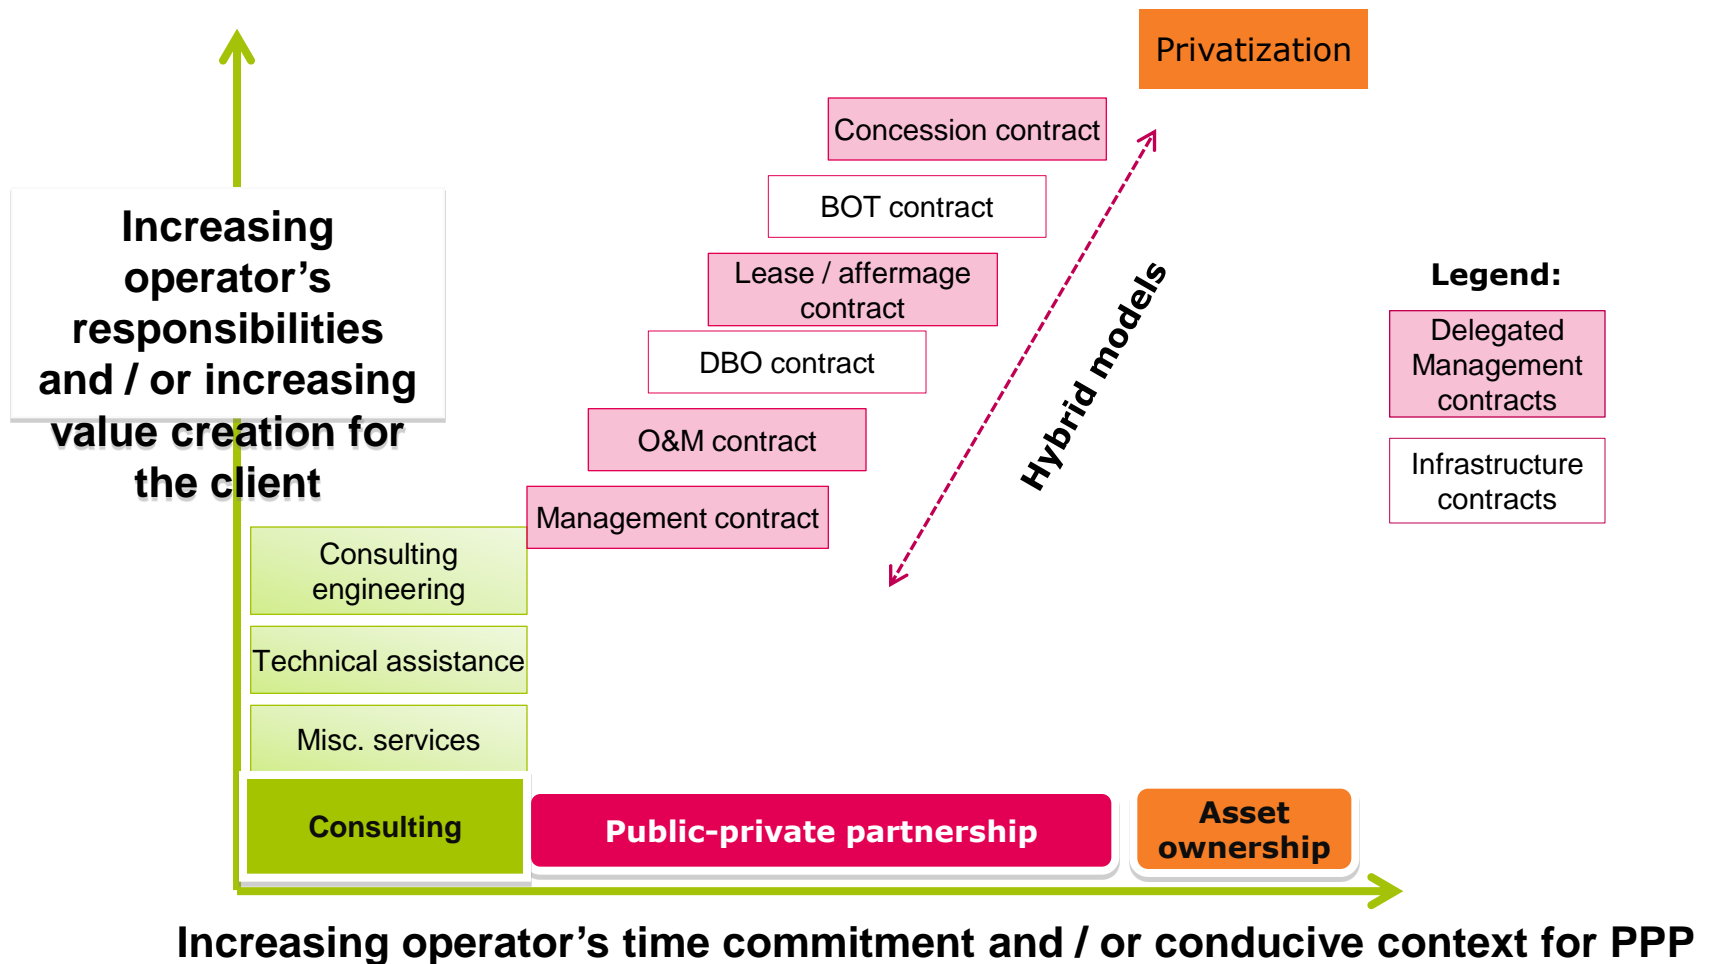 Privatization
Concession contract
BOT contract
Increasing
operator’s
responsibilities
and / or increasing
value creation for
the client
Lease / affermage
contract
DBO contract
O&M contract
Management contract
Hybrid models
Legend:
Delegated
Management
contracts
Infrastructure
contracts
Consulting
engineering
Technical assistance
Misc. services
Consulting
Public-private partnership
Asset
ownership
Increasing operator’s time commitment and / or conducive context for PPP